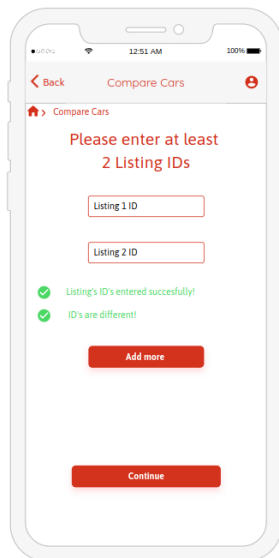 12:51 AM
100%
Back
Compare Cars
Compare Cars
Please enter at least
2 Listing IDs
Listing 1 ID
Listing 2 ID
Listing's ID's entered succesfully!
ID's are different!
Add more
Continue